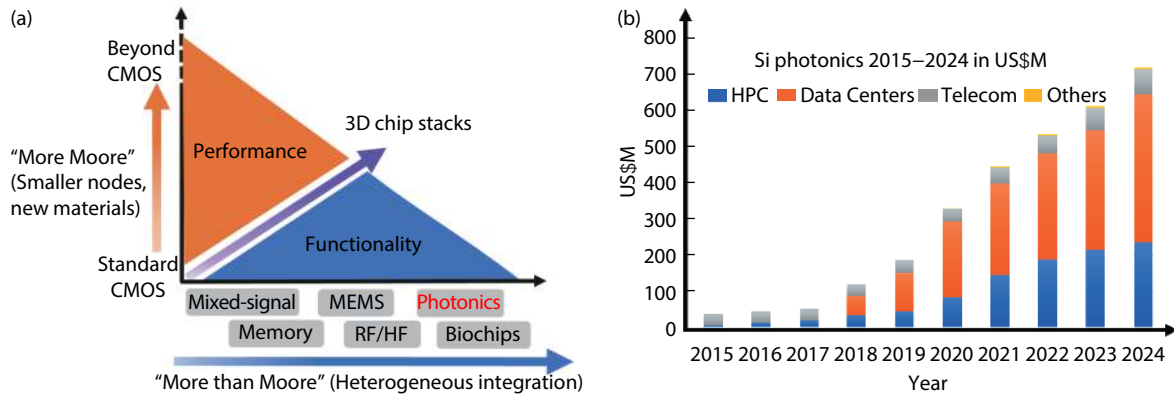 (a)
Beyond
CMOS
3D chip stacks
Performance
"More Moore"
(Smaller nodes,
new materials)
Functionality
Standard
CMOS
Mixed-signal
MEMS
Photonics
Memory
RF/HF
Biochips
"More than Moore" (Heterogeneous integration)
(b)
Si photonics 2015–2024 in US$M
HPC
Data Centers
Telecom
Others
US$M
800
700
600
500
400
300
200
100
0
2015 2016 2017 2018 2019 2020 2021 2022 2023 2024
Year